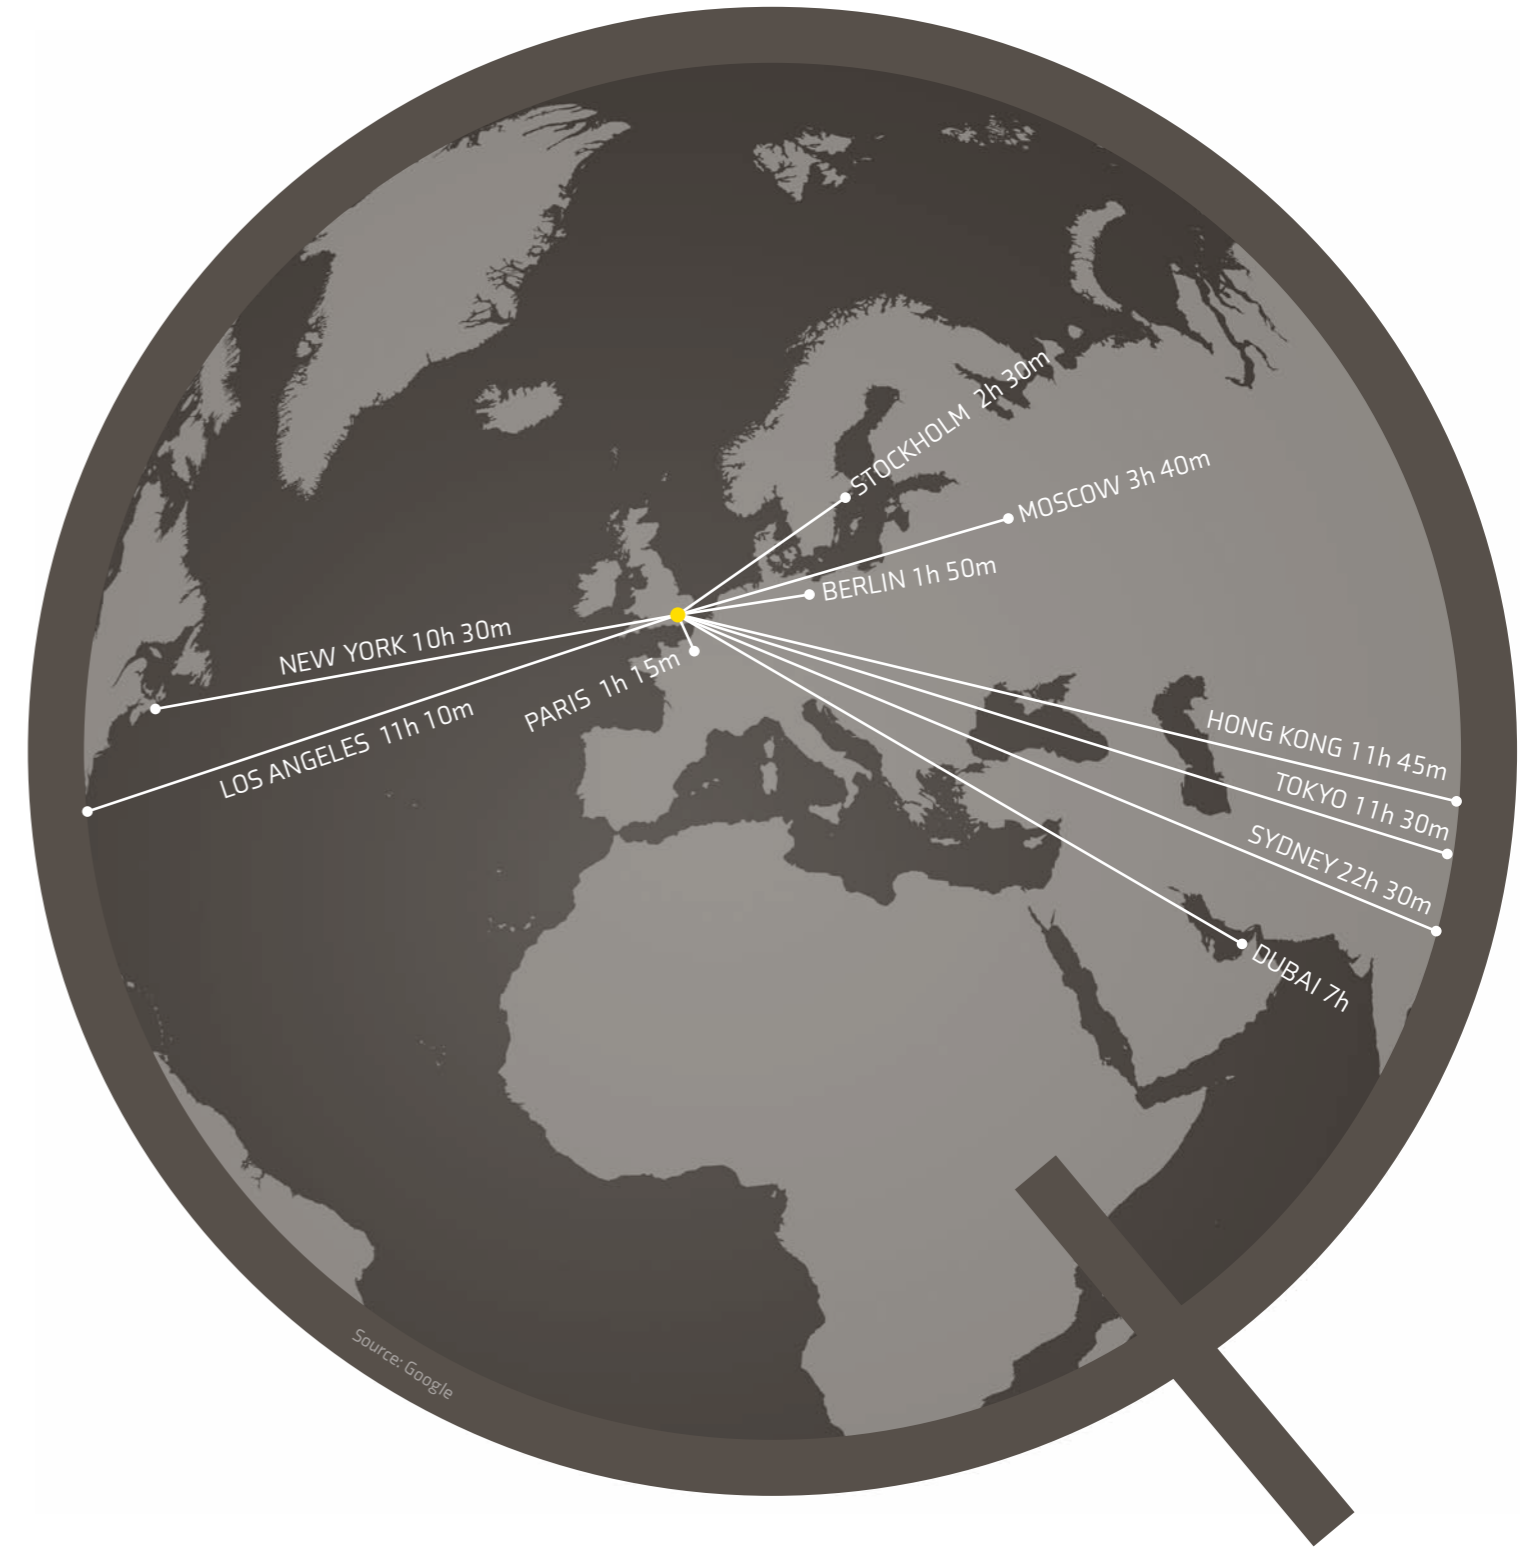 STOCKHOLM 2h 30m
MOSCOW 3h 40m
BERLIN 1h 50m
NEW YORK 10h 30m
PARIS 1h 15m
LOS ANGELES 11h 10m
HONG KONG 11h 45m
TOKYO 11h 30m
SYDNEY 22h 30m
DUBAI 7h
Source: Google